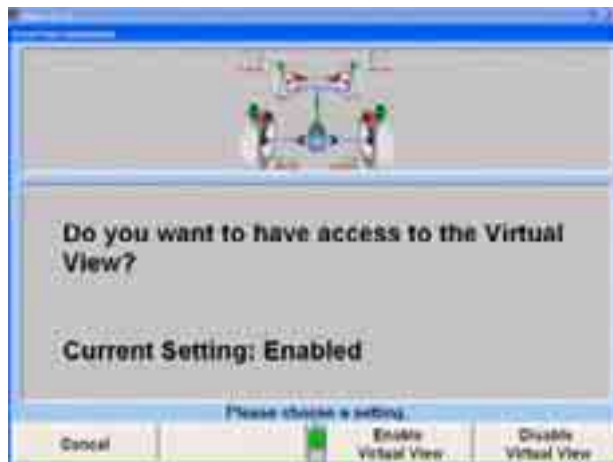 Do you want to have access to the Virtual
View?
Current Setting: Enabled
Please choose a setting.
Cancel
Enable
Virtual View
Disable
Virtual View